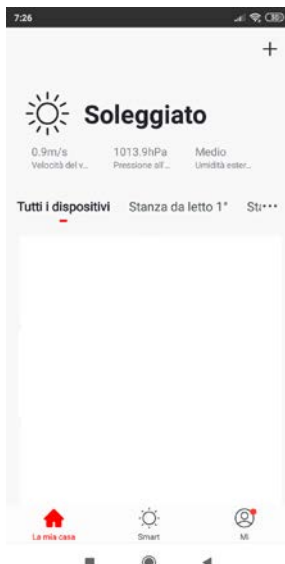 7:26
Soleggiato
0.9m/s 1013.9hPa Medio
Velocità del v... Pressione all'... Umidità ester...
Tutti i dispositivi Stanza da letto 1° Sta...
La mia casa Smart Mi